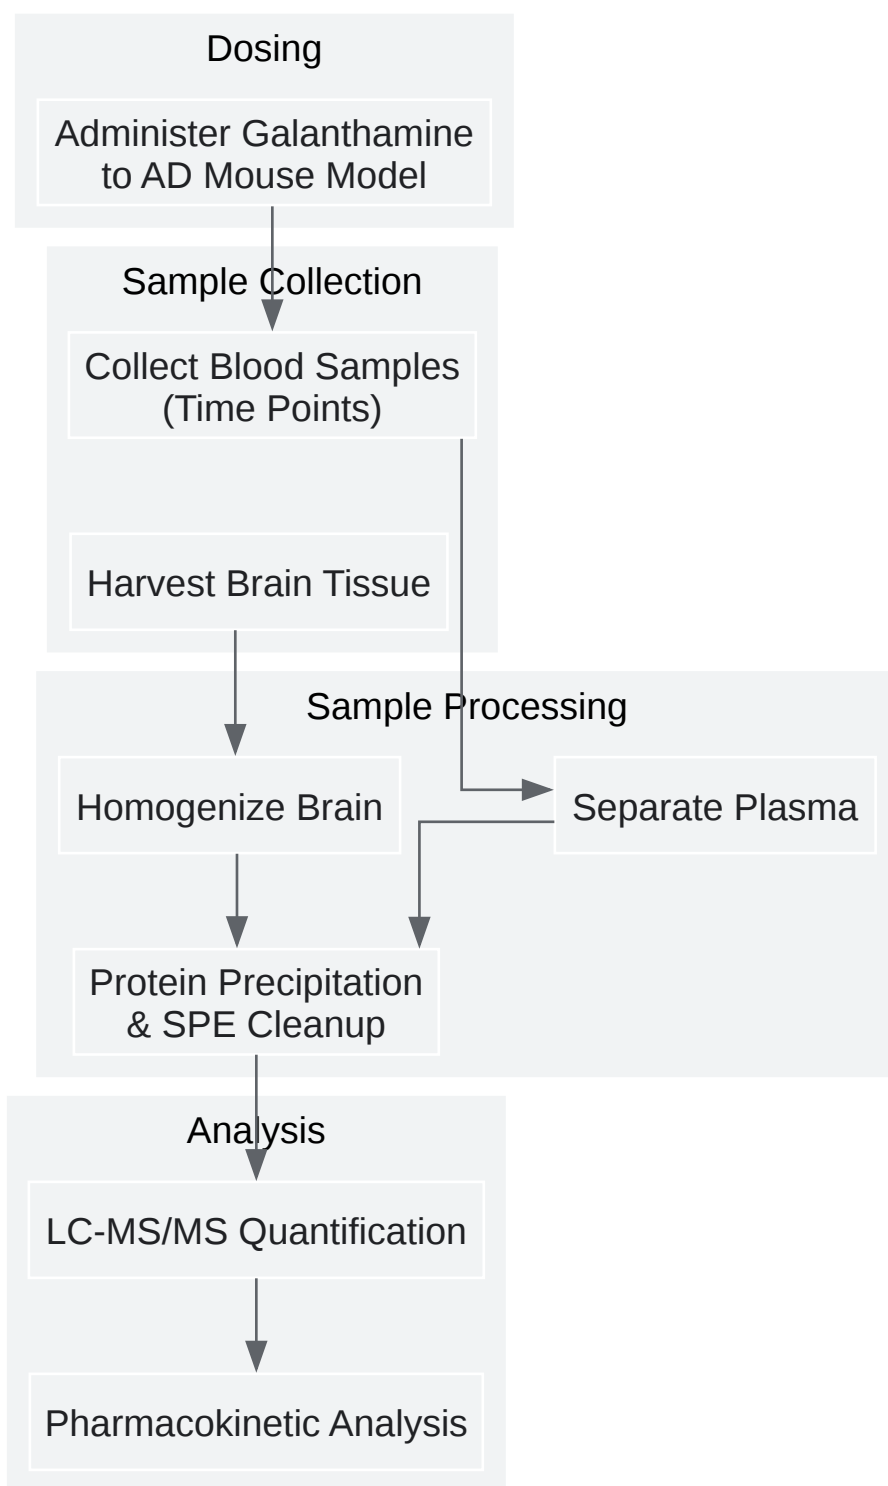 Dosing
Administer Galanthamine
to AD Mouse Model
Sample Collection
Collect Blood Samples
(Time Points)
Harvest Brain Tissue
Sample Processing
Homogenize Brain
Separate Plasma
Protein Precipitation
& SPE Cleanup
Analysis
LC-MS/MS Quantification
Pharmacokinetic Analysis